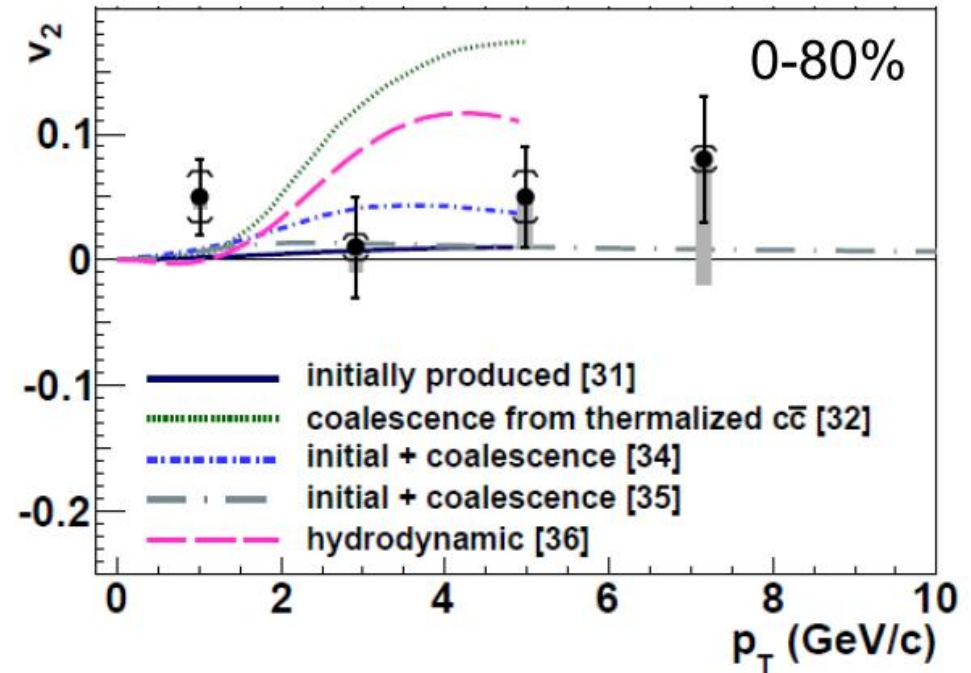 v₂
0-80%
0.1
0
-0.1
-0.2
initially produced [31]
coalescence from thermalized cc̅ [32]
initial + coalescence [34]
initial + coalescence [35]
hydrodynamic [36]
0 2 4 6 8 10
p_T (GeV/c)